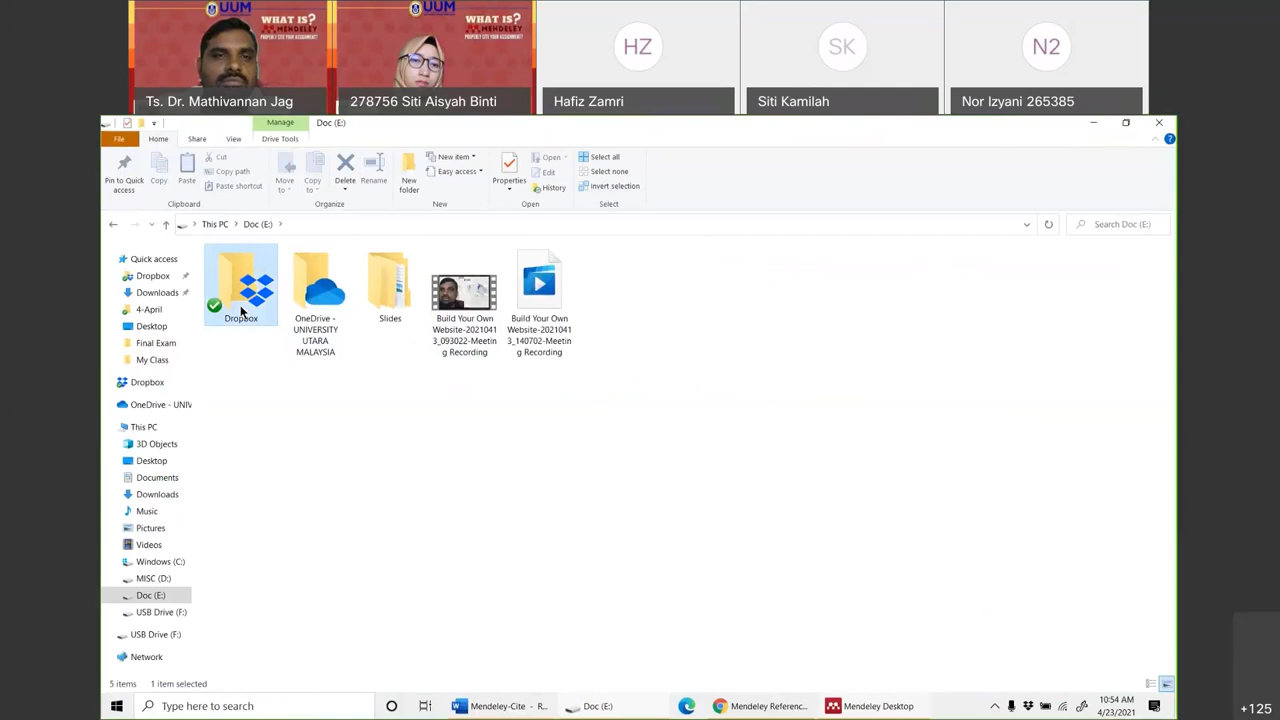 UUM
WHAT IS?
MENDELEY
PROPERLY CITE YOUR ASSIGNMENT?
UUM
WHAT IS?
MENDELEY
PROPERLY CITE YOUR ASSIGNMENT?
HZ
SK
N2
Ts. Dr. Mathivannan Jag
278756 Siti Aisyah Binti
Hafiz Zamri
Siti Kamilah
Nor Izyani 265385
Manage
Doc (E:)
File
Home
Share
View
Drive Tools
Pin to Quick access
Copy
Paste
Cut
Copy path
Paste shortcut
Clipboard
Move to
Copy to
Delete
Rename
Organize
New folder
New item
Easy access
New
Properties
Open
Edit
History
Open
Select all
Select none
Invert selection
Select
This PC
Doc (E:)
Search Doc (E:)
Quick access
Dropbox
Downloads
4-April
Desktop
Final Exam
My Class
Dropbox
OneDrive - UNIV
This PC
3D Objects
Desktop
Documents
Downloads
Music
Pictures
Videos
Windows (C:)
MISC (D:)
Doc (E:)
USB Drive (F:)
USB Drive (F:)
Network
Dropbox
OneDrive -
UNIVERSITY
UTARA
MALAYSIA
Slides
Build Your Own
Website-2021041
3_093022-Meetin
g Recording
Build Your Own
Website-2021041
3_140702-Meetin
g Recording
5 items
1 item selected
Type here to search
Mendeley-Cite - R...
Doc (E:)
Mendeley Referenc...
Mendeley Desktop
10:54 AM
4/23/2021
+125